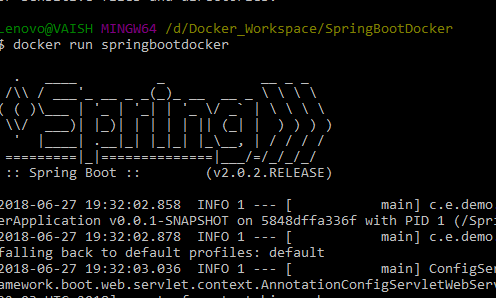 Lenovo@VAISH MINGW64 /d/Docker_Workspace/SpringBootDocker
$ docker run springbootdocker
:: Spring Boot ::        (v2.0.2.RELEASE)
2018-06-27 19:32:02.858  INFO 1 --- [           main] c.e.demo
erApplication v0.0.1-SNAPSHOT on 5848dffa336f with PID 1 (/Spri
2018-06-27 19:32:02.878  INFO 1 --- [           main] c.e.demo
falling back to default profiles: default
2018-06-27 19:32:03.036  INFO 1 --- [           main] ConfigServ
amework.boot.web.servlet.context.AnnotationConfigServletWebServ